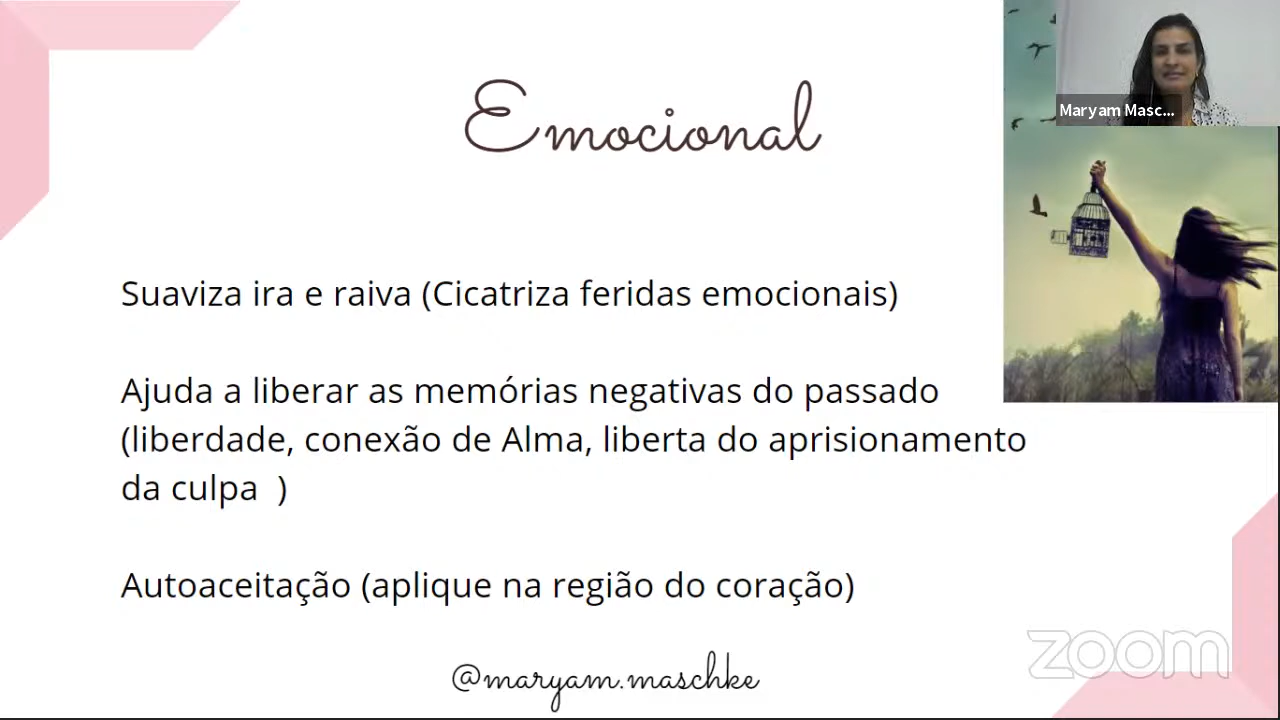 Emocional
Maryam Masc...
Suaviza ira e raiva (Cicatriza feridas emocionais)
Ajuda a liberar as memórias negativas do passado
(liberdade, conexão de Alma, liberta do aprisionamento
da culpa  )
Autoaceitação (aplique na região do coração)
@maryam.maschke
zoom